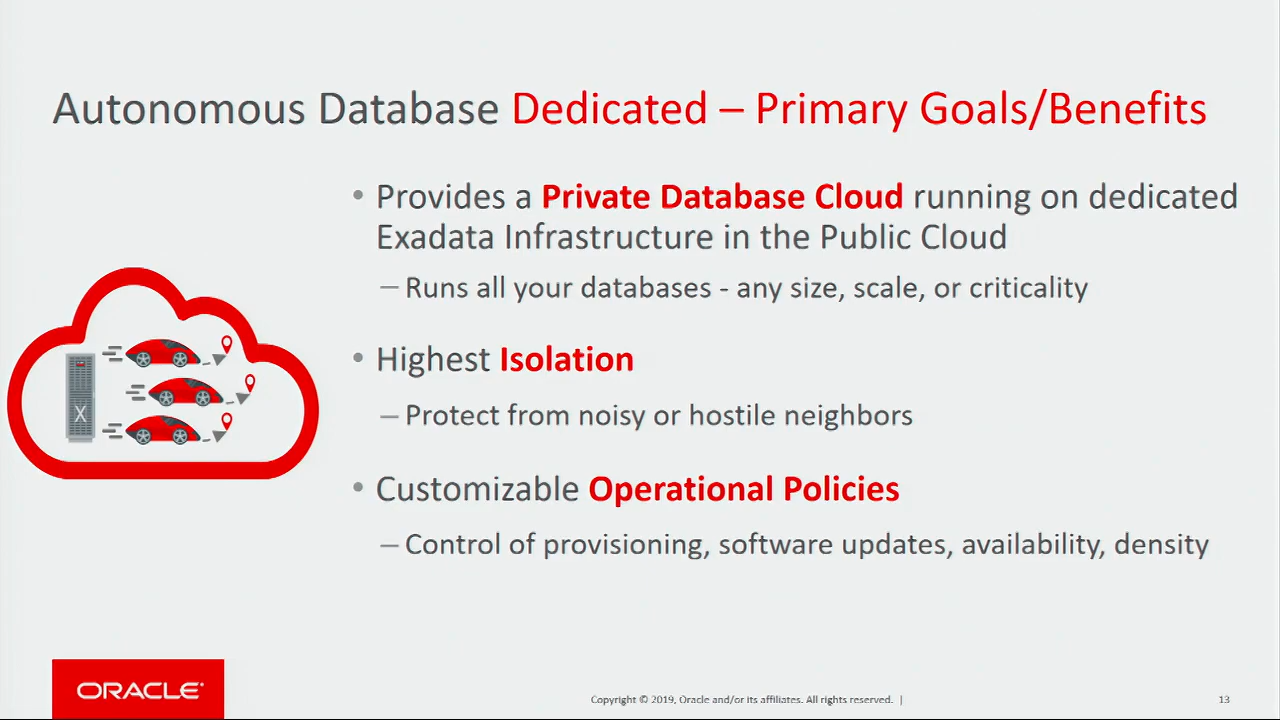 Autonomous Database Dedicated – Primary Goals/Benefits
• Provides a Private Database Cloud running on dedicated
Exadata Infrastructure in the Public Cloud
– Runs all your databases - any size, scale, or criticality
• Highest Isolation
– Protect from noisy or hostile neighbors
• Customizable Operational Policies
– Control of provisioning, software updates, availability, density
X
ORACLE®
Copyright © 2019, Oracle and/or its affiliates. All rights reserved. |
13